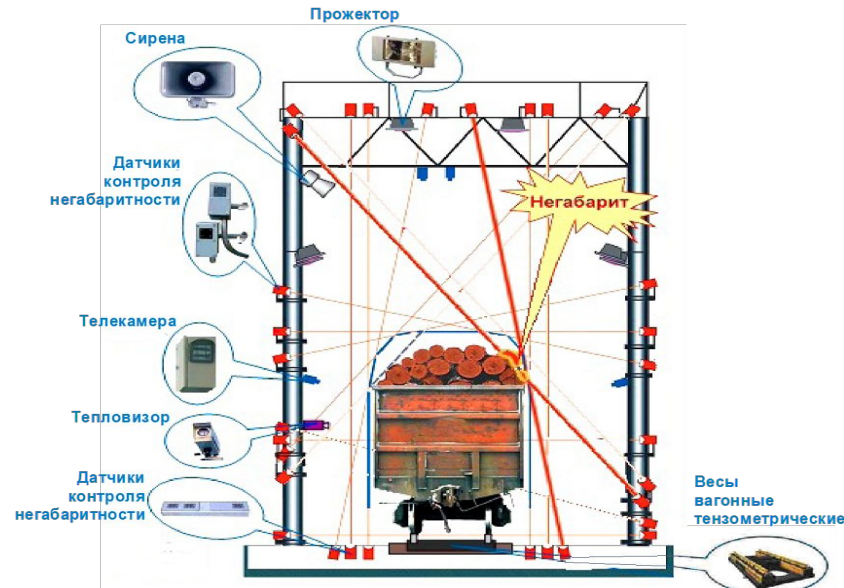 Прожектор
Сирена
Датчики
контроля
негабаритности
Негабарит
Телекамера
Тепловизор
Датчики
контроля
негабаритности
Весы
вагонные
тензометрические